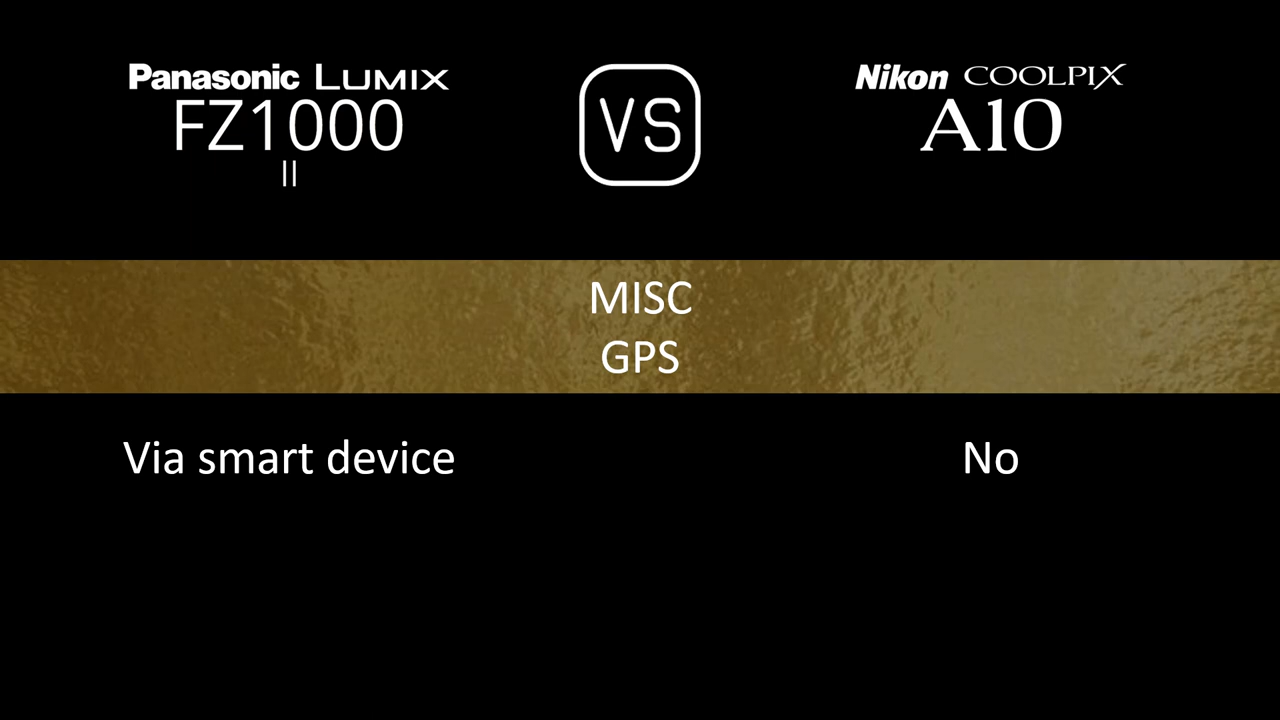 Panasonic LUMIX
FZ1000
II
VS
Nikon COOLPIX
A10
MISC
GPS
Via smart device
No